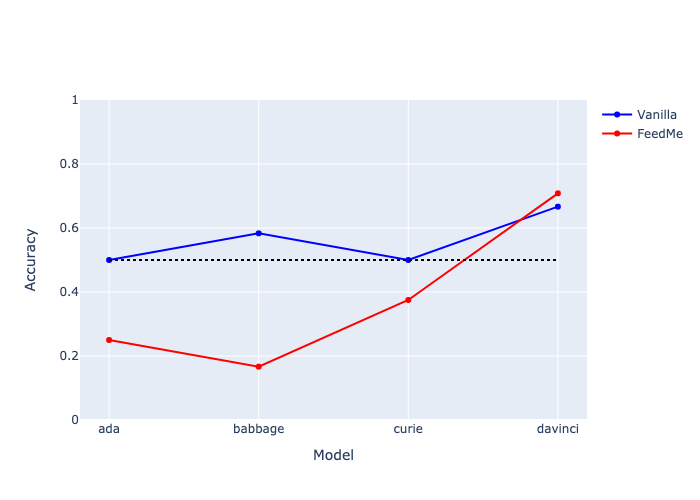 1
0.8
0.6
0.4
0.2
0
Accuracy
ada
babbage
curie
davinci
Model
Vanilla
FeedMe